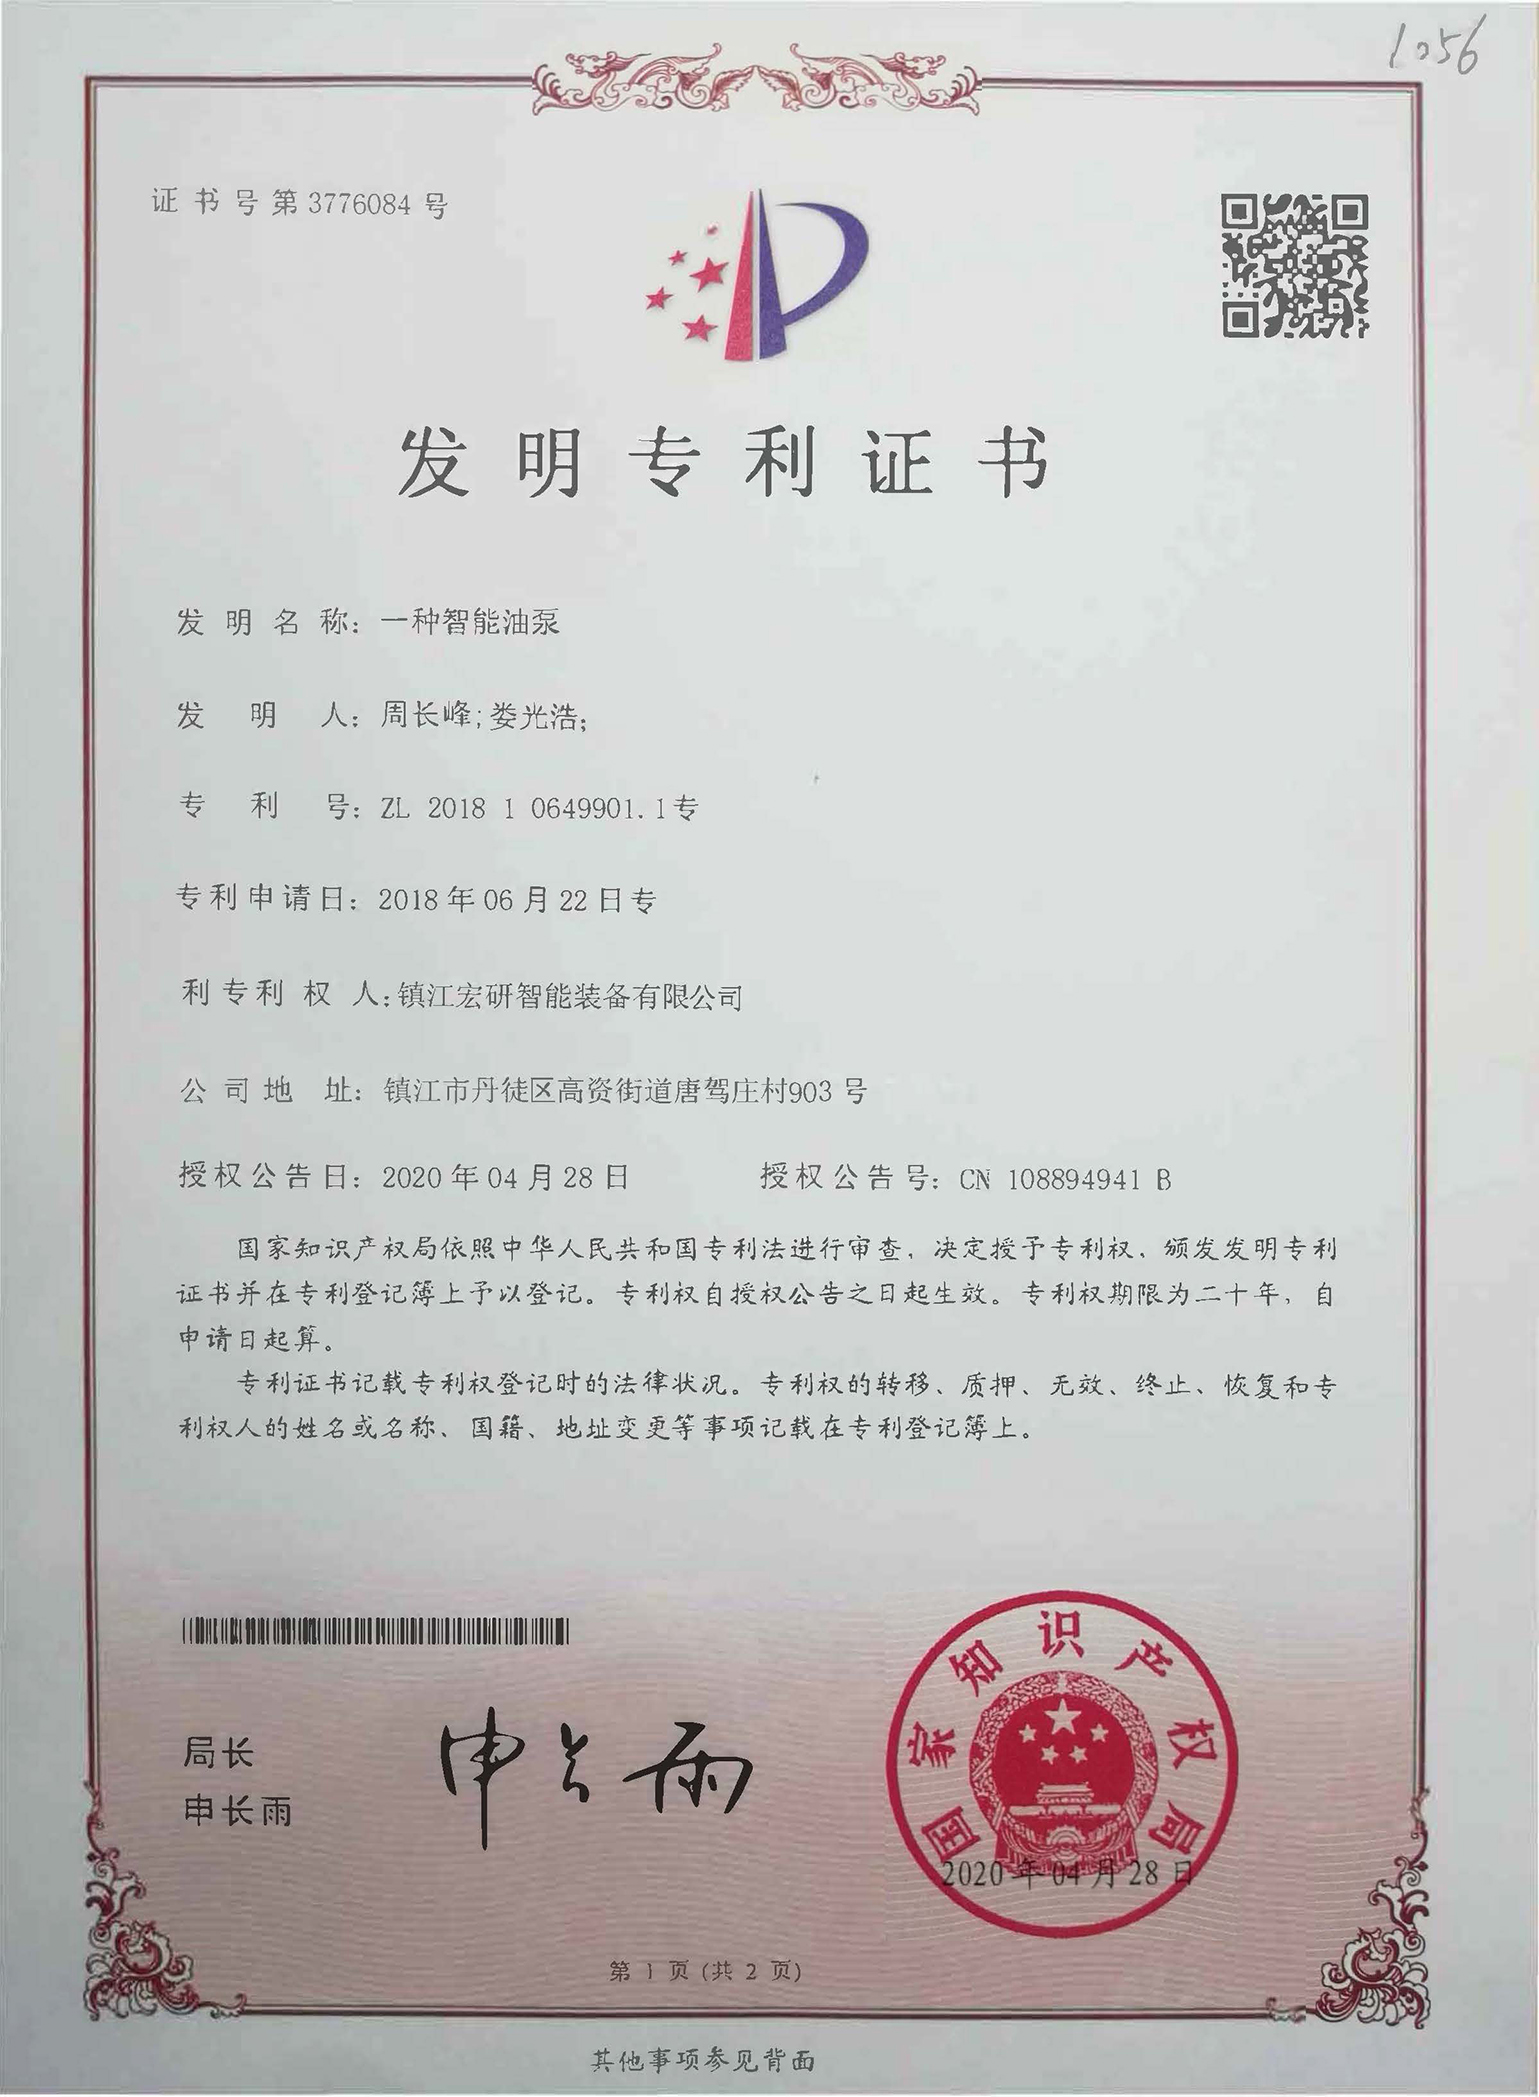 1056
证书号第3776084号
发明专利证书
发明名称：一种智能油泵
发明人：周长峰;娄光浩;
专利号：ZL 2018 1 0649901.1专
专利申请日：2018年06月22日专
利专利权人:镇江宏研智能装备有限公司
公司地址：镇江市丹徒区高资街道唐驾庄村903号
授权公告日：2020年04月28日 授权公告号：CN 108894941 B
国家知识产权局依照中华人民共和国专利法进行审查，决定授予专利权，颁发发明专利
证书并在专利登记簿上予以登记。专利权自授权公告之日起生效。专利权期限为二十年，自
申请日起算。
专利证书记载专利权登记时的法律状况。专利权的转移、质押、无效、终止、恢复和专
利权人的姓名或名称、国籍、地址变更等事项记载在专利登记簿上。
局长
申长雨
申长雨
国家知识产权局
2020年04月28日
第 1 页 (共 2 页)
其他事项参见背面